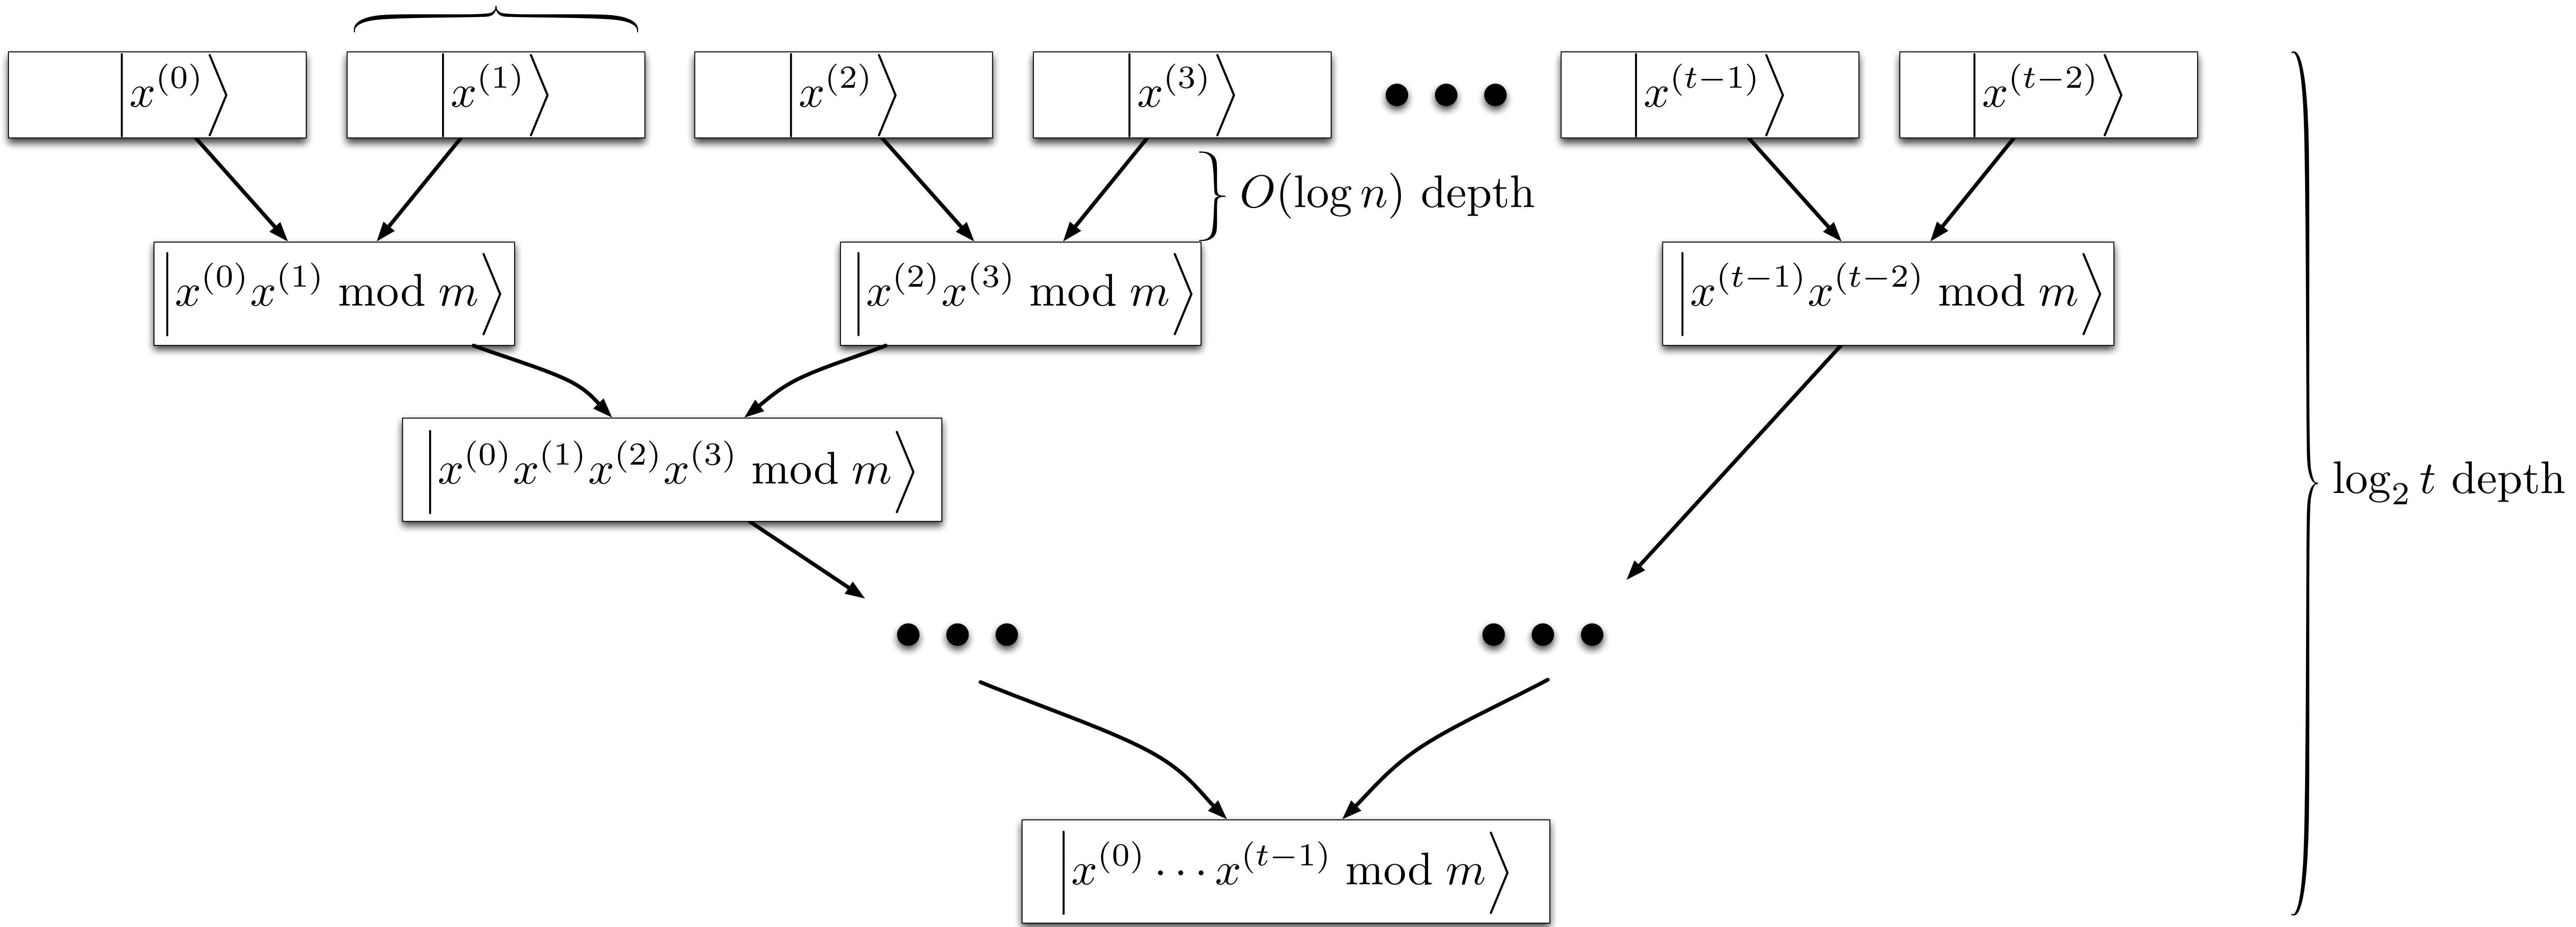 |x^(0)⟩ |x^(1)⟩ |x^(2)⟩ |x^(3)⟩ ••• |x^(t−1)⟩ |x^(t−2)⟩
O(log n) depth
|x^(0)x^(1) mod m⟩ |x^(2)x^(3) mod m⟩ |x^(t−1)x^(t−2) mod m⟩
|x^(0)x^(1)x^(2)x^(3) mod m⟩
log₂ t depth
••• •••
|x^(0) ⋯ x^(t−1) mod m⟩